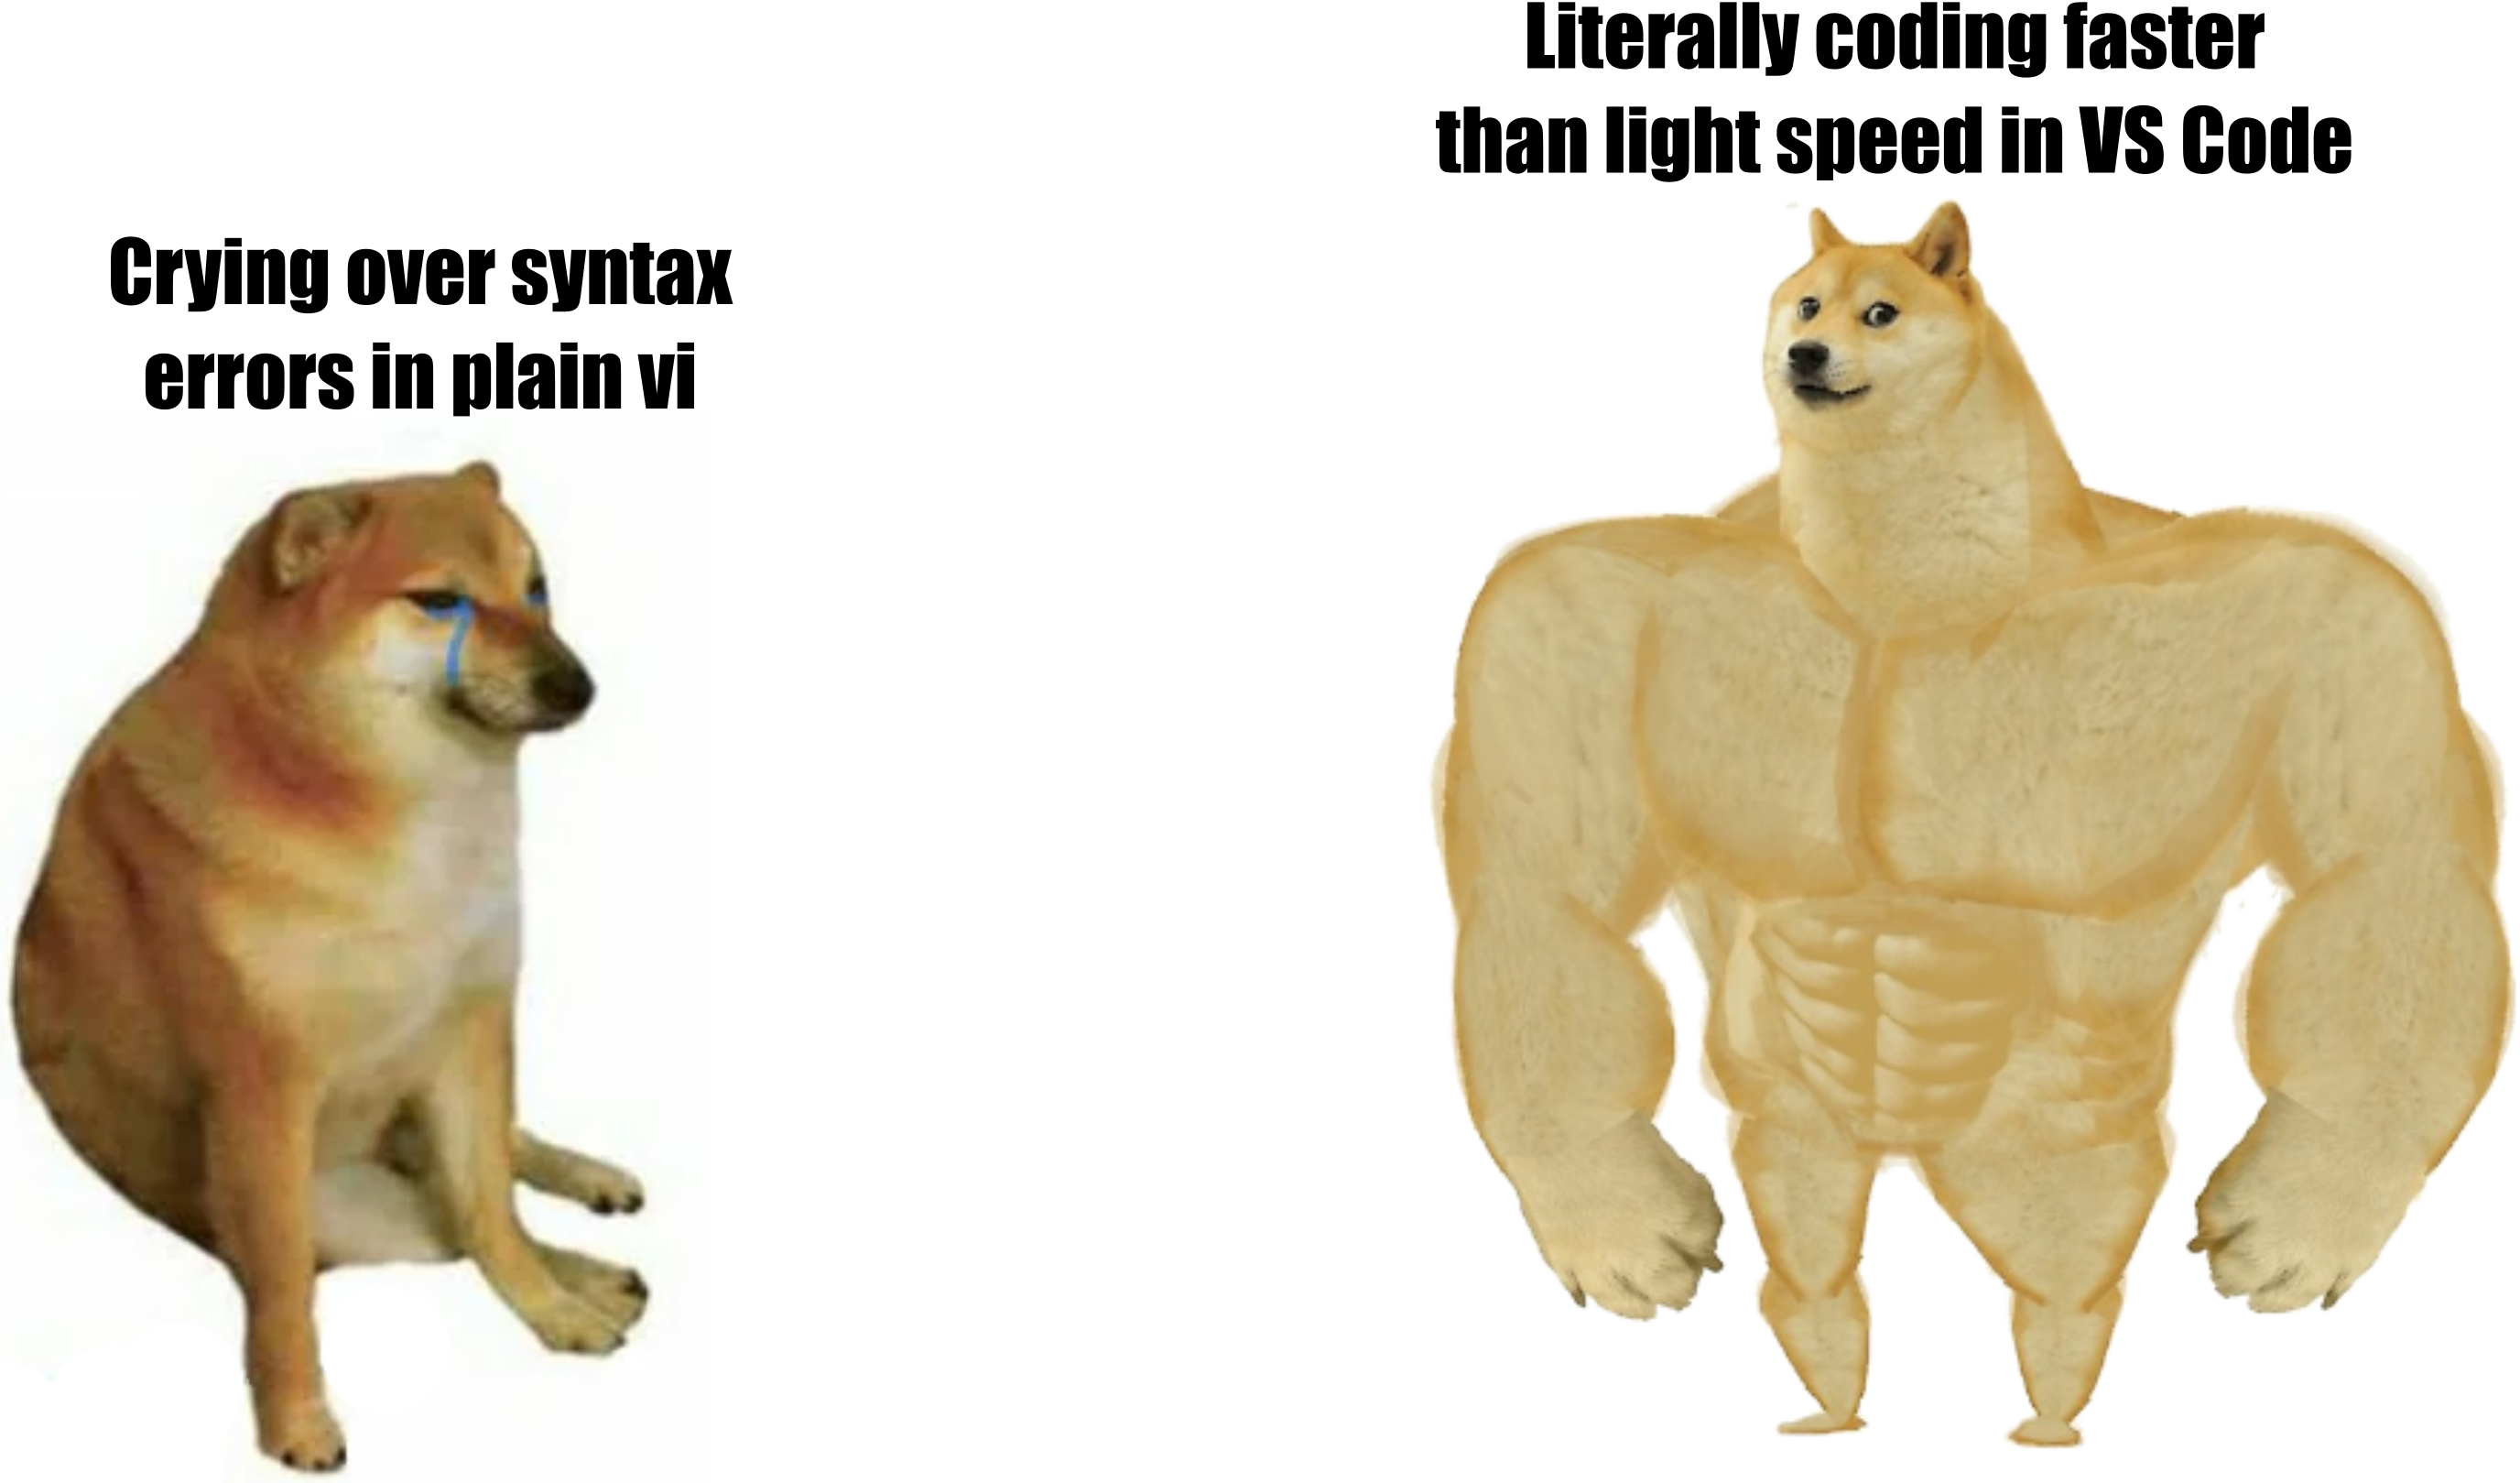 Crying over syntax
errors in plain vi
Literally coding faster
than light speed in VS Code